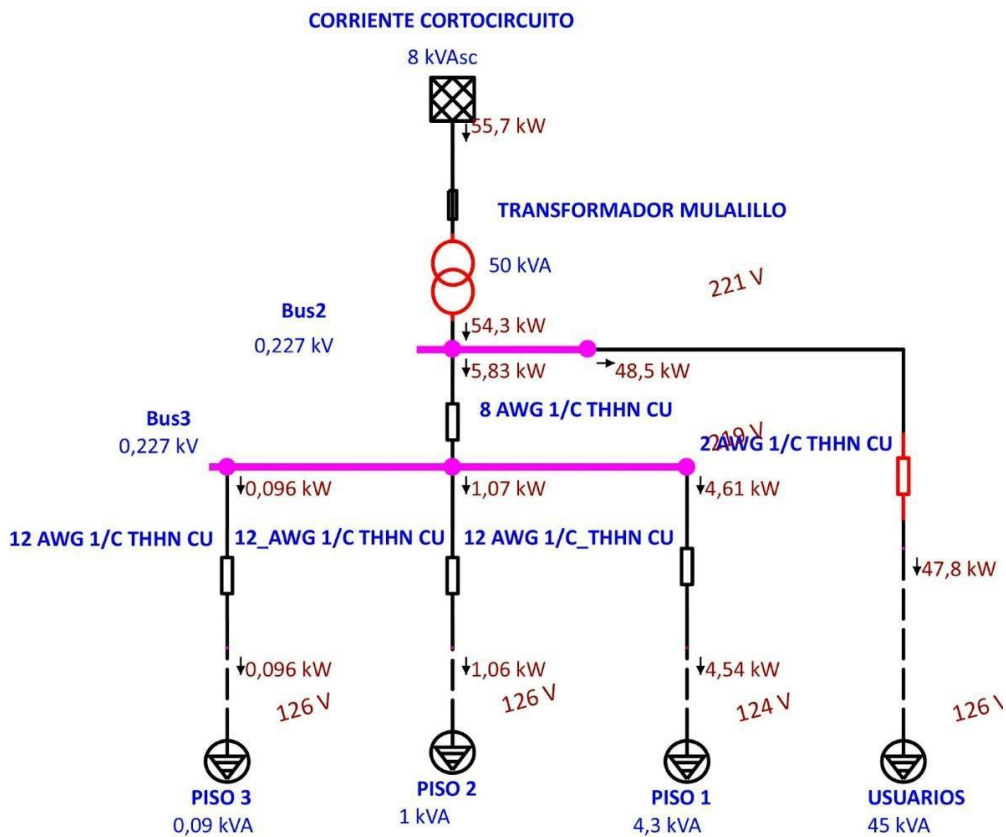 CORRIENTE CORTOCIRCUITO
8 kVAsc
55,7 kW
TRANSFORMADOR MULALILLO
50 kVA
221 V
Bus2
54,3 kW
0,227 kV
5,83 kW
48,5 kW
8 AWG 1/C THHN CU
Bus3
219 V
0,227 kV
2 AWG 1/C THHN CU
0,096 kW
1,07 kW
4,61 kW
12 AWG 1/C THHN CU
12_AWG 1/C THHN CU
12 AWG 1/C_THHN CU
47,8 kW
0,096 kW
1,06 kW
4,54 kW
126 V
126 V
124 V
126 V
PISO 3
PISO 2
PISO 1
USUARIOS
0,09 kVA
1 kVA
4,3 kVA
45 kVA